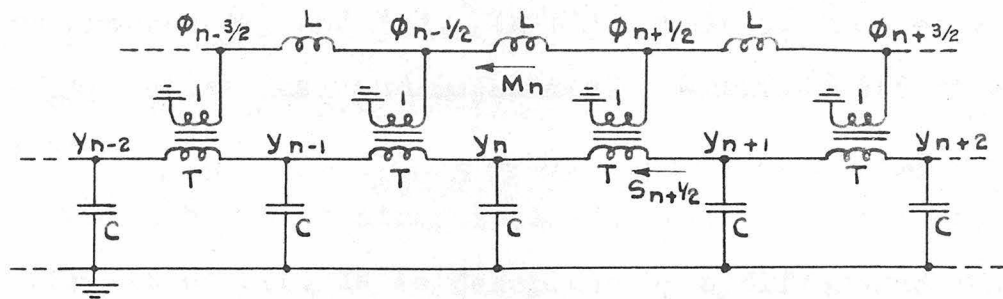 L L L
φn-3/2 φn-1/2 φn+1/2 φn+3/2
Mn
1 1 1 1
yn-2 yn-1 yn yn+1 yn+2
T T T T
Sn+1/2
C C C C C